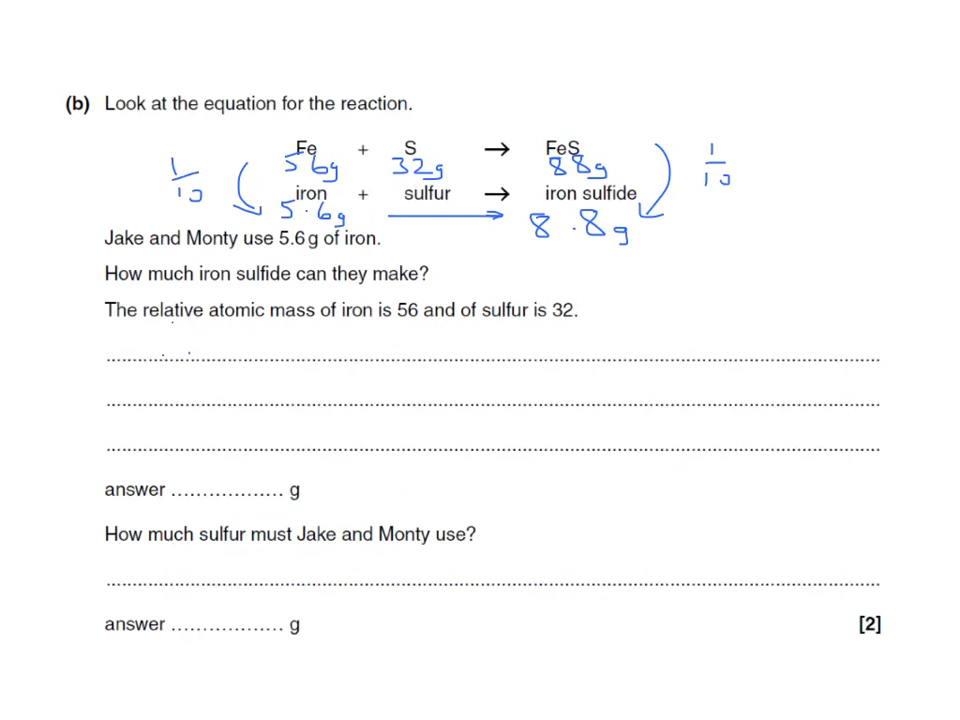 (b) Look at the equation for the reaction.
Fe + S → FeS
56g 32g 88g
1/10 iron + sulfur → iron sulfide 1/10
5.6g 8.8g
Jake and Monty use 5.6 g of iron.
How much iron sulfide can they make?
The relative atomic mass of iron is 56 and of sulfur is 32.
answer .................. g
How much sulfur must Jake and Monty use?
answer .................. g [2]